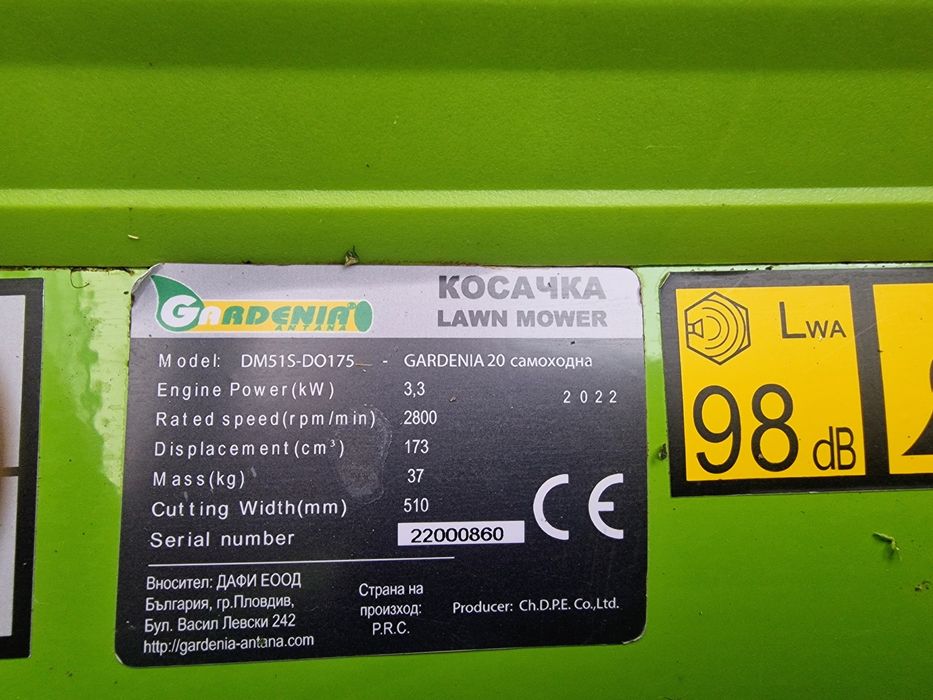 GARDENIA
ANTANA
КОСАЧКА
LAWN MOWER
Model: DM51S-DO175 - GARDENIA 20 самоходна
Engine Power(kW) 3,3
2022
Rated speed(rpm/min) 2800
Displacement(cm³) 173
Mass(kg) 37
Cutting Width(mm) 510
Serial number 22000860
CE
Вносител: ДАФИ ЕООД
България, гр.Пловдив,
Бул. Васил Левски 242
http://gardenia-antana.com
Страна на
произход:
P.R.C.
Producer: Ch.D.P.E. Co.,Ltd.
LWA
98 dB